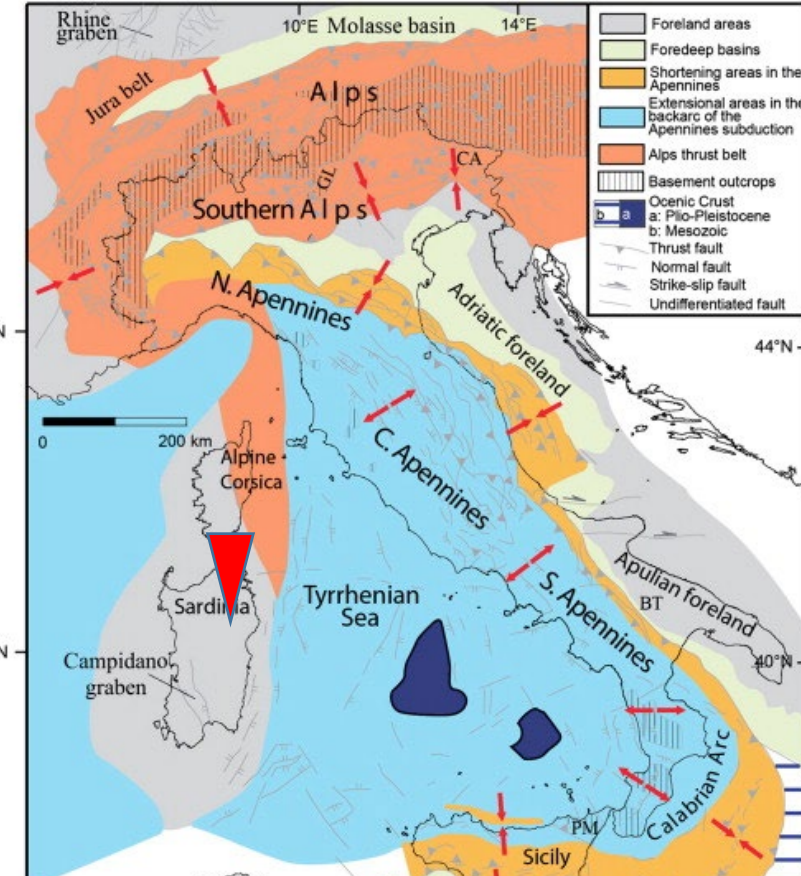 Rhine
graben
10°E
Molasse basin
14°E
Jura belt
Alps
GL
CA
Southern Alps
N. Apennines
Adriatic foreland
N
44°N
0
200 km
C. Apennines
Alpine
Corsica
Sardinia
Tyrrhenian
Sea
S. Apennines
Apulian foreland
BT
N
40°N
Campidano
graben
Calabrian Arc
PM
Sicily
Foreland areas
Foredeep basins
Shortening areas in the
Apennines
Extensional areas in the
backarc of the
Apennines subduction
Alps thrust belt
Basement outcrops
b a
Ocenic Crust
a: Plio-Pleistocene
b: Mesozoic
Thrust fault
Normal fault
Strike-slip fault
Undifferentiated fault